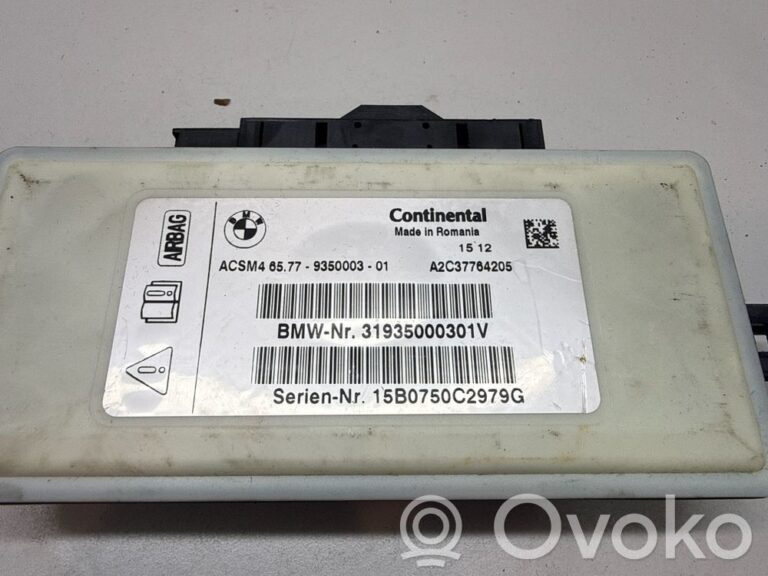 AIRBAG
BMW
Continental
Made in Romania
15 12
ACSM4 65.77 - 9350003 - 01 A2C37764205
BMW-Nr. 31935000301V
Serien-Nr. 15B0750C2979G
Ovoko